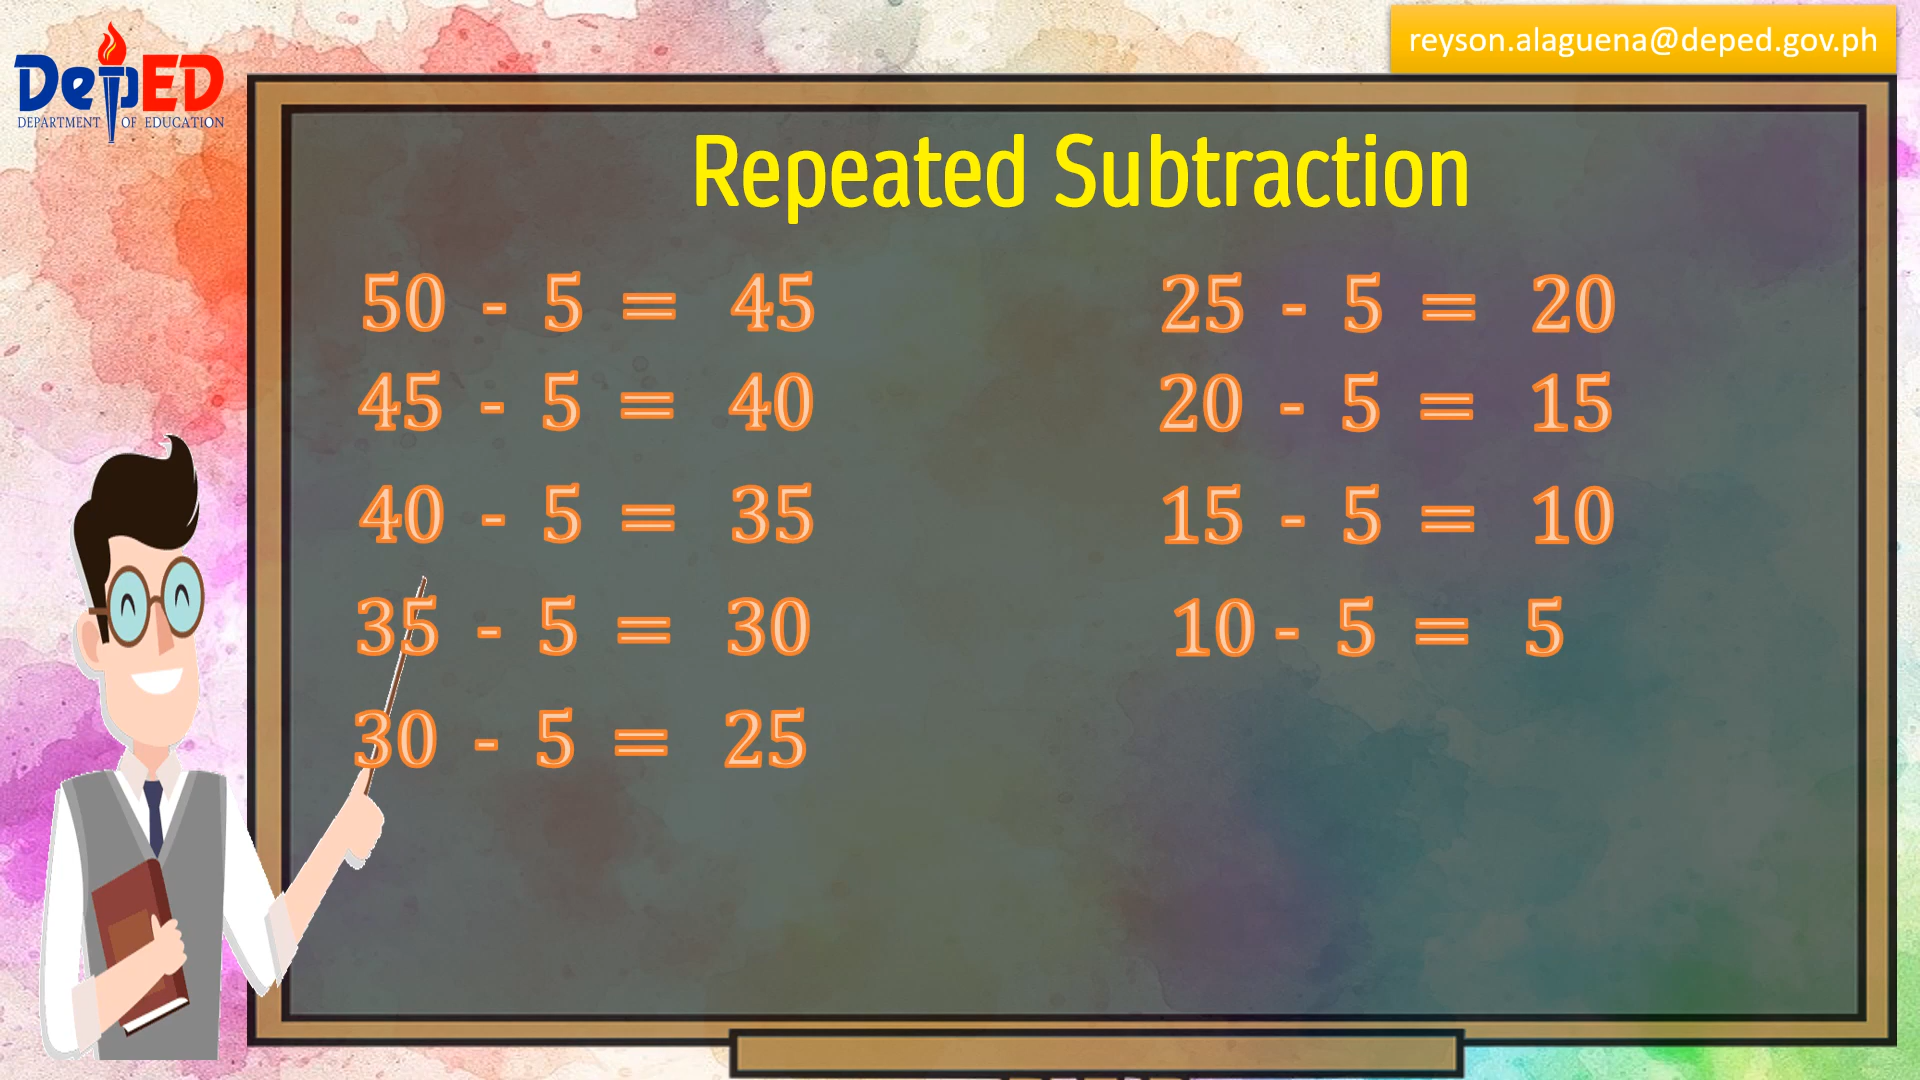 DepED
DEPARTMENT OF EDUCATION
reyson.alaguena@deped.gov.ph
Repeated Subtraction
50 - 5 = 45
45 - 5 = 40
40 - 5 = 35
35 - 5 = 30
30 - 5 = 25
25 - 5 = 20
20 - 5 = 15
15 - 5 = 10
10 - 5 = 5